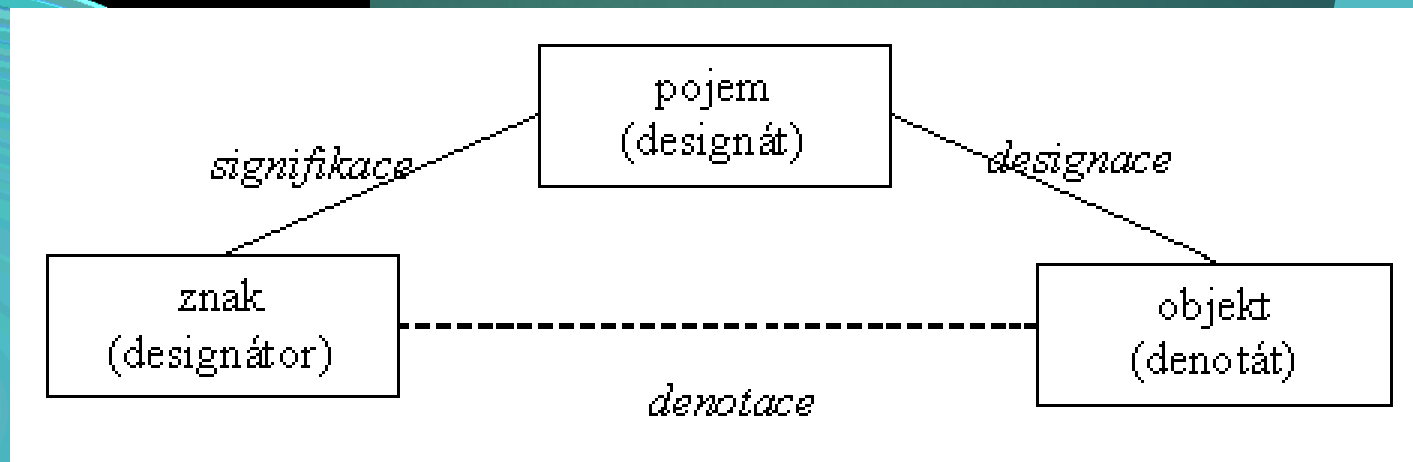 pojem
(designát)
signifikace
designace
znak
(designátor)
objekt
(denotát)
denotace